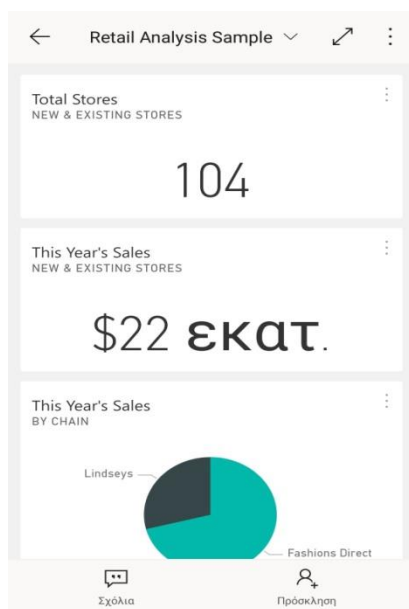 Retail Analysis Sample
Total Stores
NEW & EXISTING STORES
104
This Year's Sales
NEW & EXISTING STORES
$22 εκατ.
This Year's Sales
BY CHAIN
Lindseys
Fashions Direct
Σχόλια
Πρόσκληση